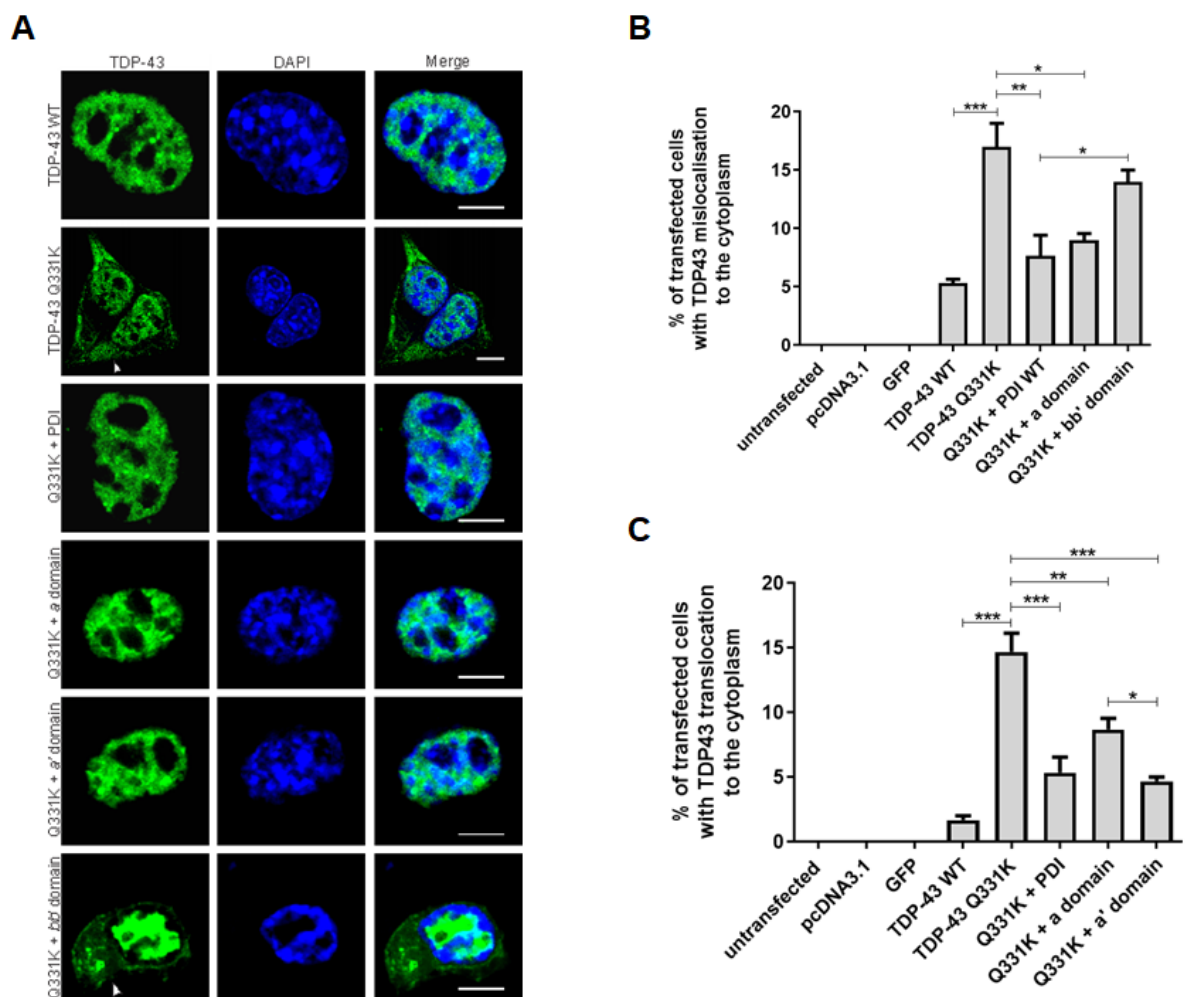 A
TDP-43 DAPI Merge
TDP-43 WT
TDP-43 Q331K
Q331K + PDI
Q331K + a domain
Q331K + a' domain
Q331K + bb' domain
B
% of transfected cells
with TDP43 mislocalisation
to the cytoplasm
20
15
10
5
0
*
**
***
*
untransfected
pcDNA3.1
GFP
TDP-43 WT
TDP-43 Q331K
Q331K + PDI WT
Q331K + a domain
Q331K + bb' domain
C
% of transfected cells
with TDP43 translocation
to the cytoplasm
20
15
10
5
0
***
**
***
***
*
untransfected
pcDNA3.1
GFP
TDP-43 WT
TDP-43 Q331K
Q331K + PDI
Q331K + a domain
Q331K + a' domain